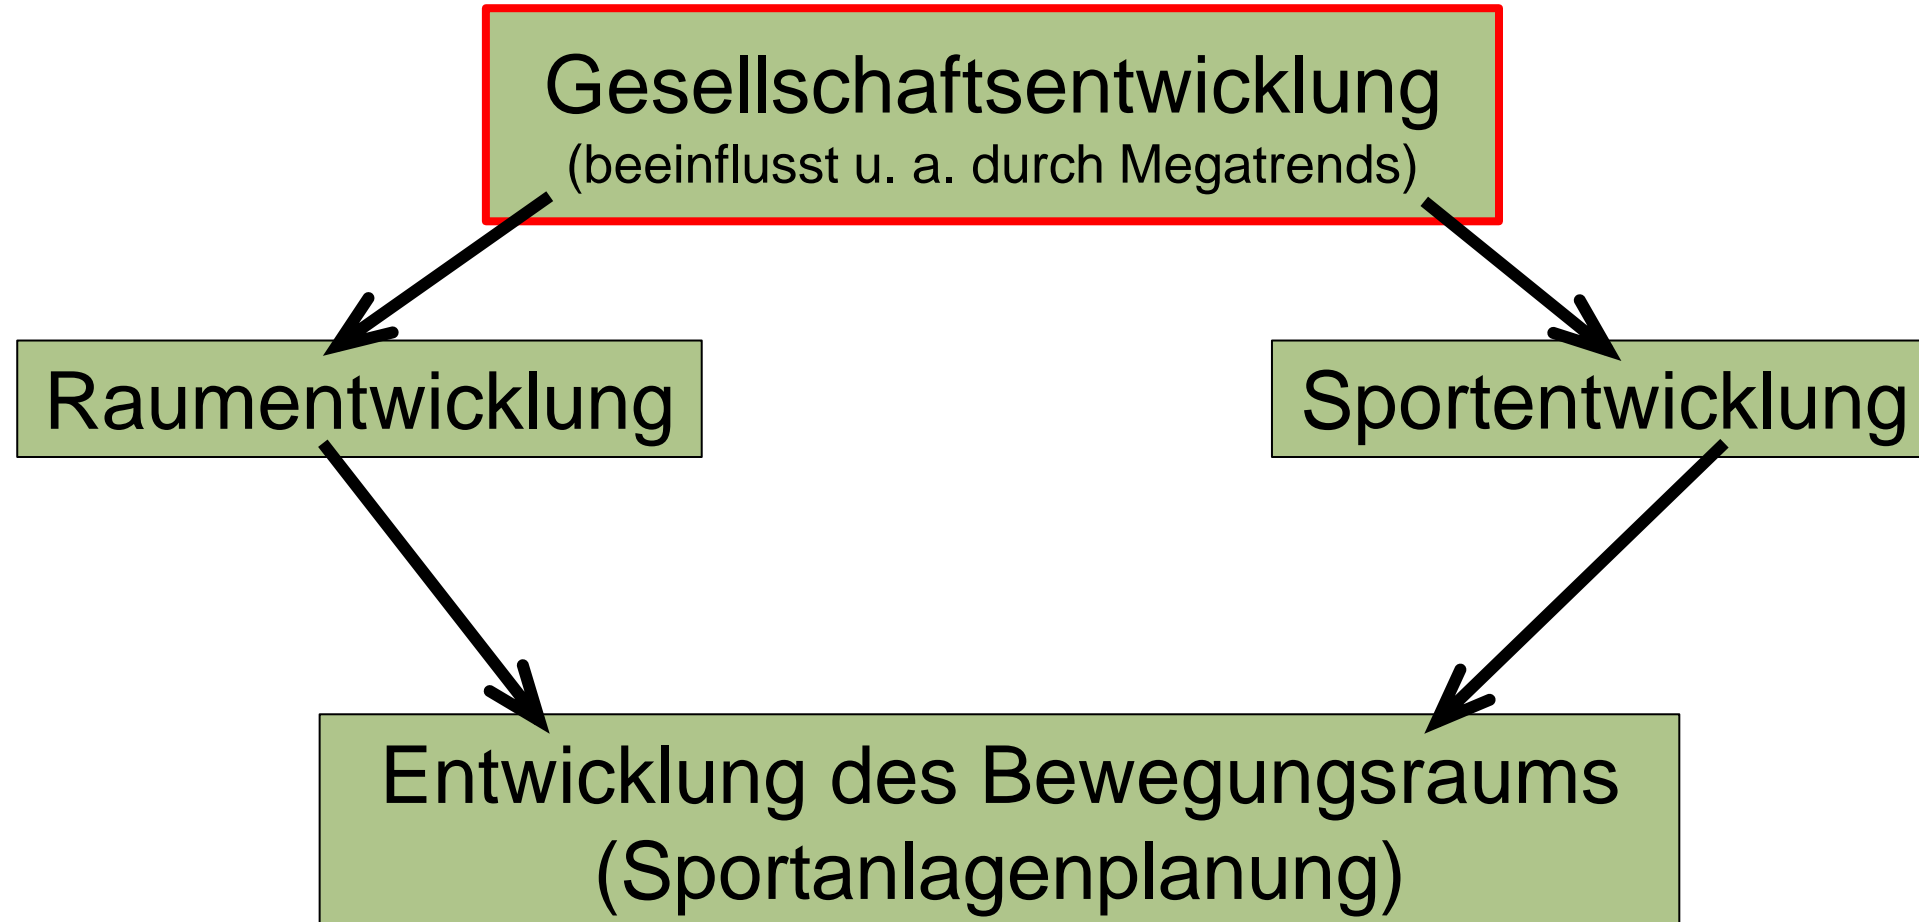 Gesellschaftsentwicklung
(beeinflusst u. a. durch Megatrends)
Raumentwicklung
Sportentwicklung
Entwicklung des Bewegungsraums
(Sportanlagenplanung)